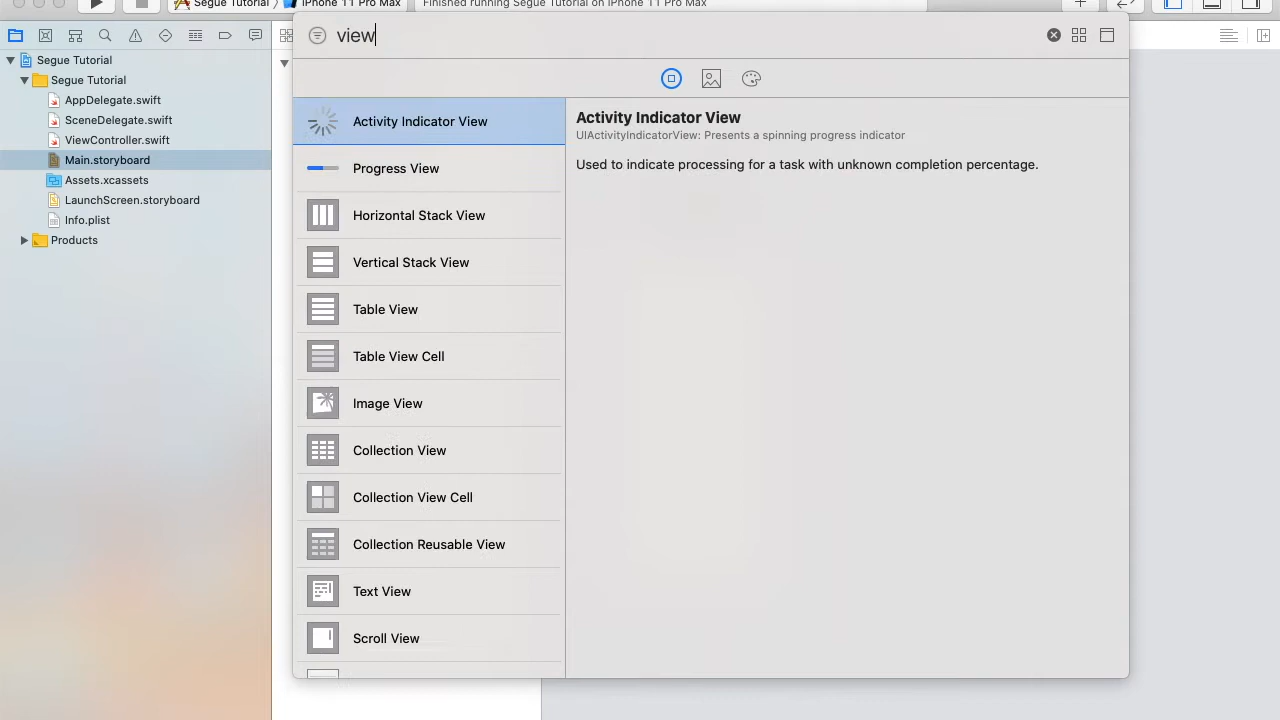 Segue Tutorial
iPhone 11 Pro Max
Finished running Segue Tutorial on iPhone 11 Pro Max
view
Segue Tutorial
Segue Tutorial
AppDelegate.swift
SceneDelegate.swift
ViewController.swift
Main.storyboard
Assets.xcassets
LaunchScreen.storyboard
Info.plist
Products
Activity Indicator View
Progress View
Horizontal Stack View
Vertical Stack View
Table View
Table View Cell
Image View
Collection View
Collection View Cell
Collection Reusable View
Text View
Scroll View
Activity Indicator View
UIActivityIndicatorView: Presents a spinning progress indicator
Used to indicate processing for a task with unknown completion percentage.